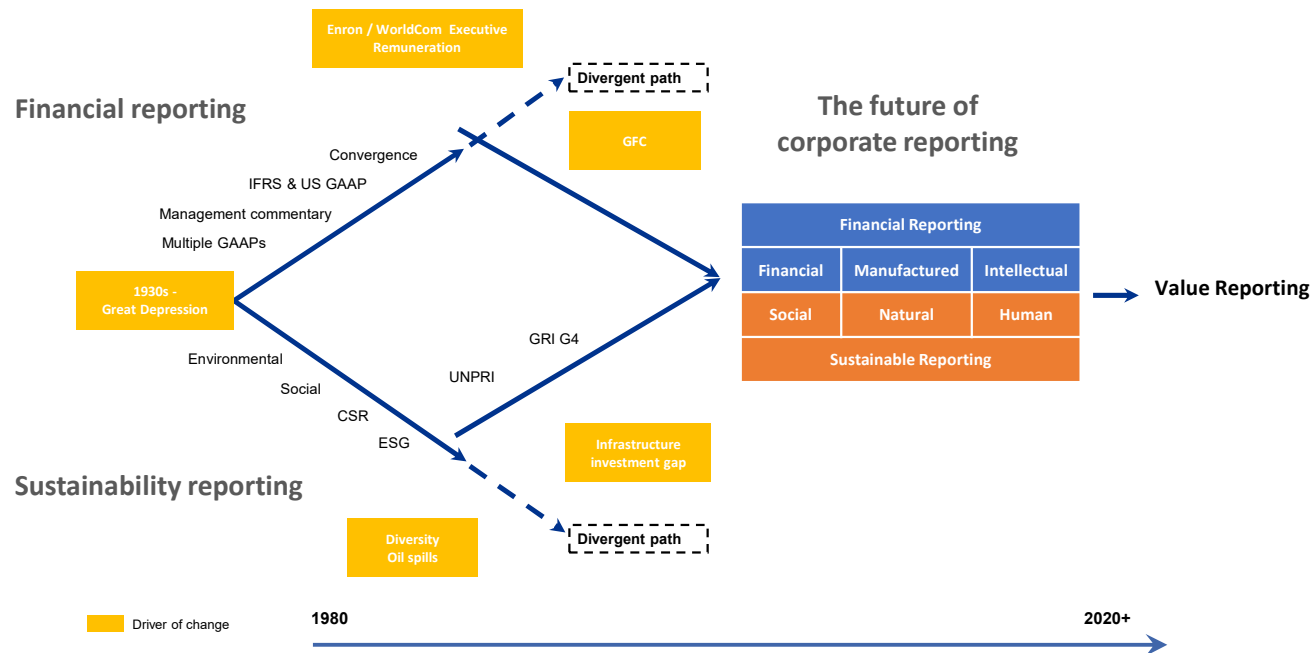 Enron / WorldCom Executive
Remuneration
Divergent path
Financial reporting
The future of
corporate reporting
GFC
Convergence
IFRS & US GAAP
Management commentary
Multiple GAAPs
Financial Reporting
Financial
Manufactured
Intellectual
1930s -
Great Depression
Value Reporting
Social
Natural
Human
Sustainable Reporting
GRI G4
Environmental
UNPRI
Social
CSR
ESG
Infrastructure
investment gap
Sustainability reporting
Divergent path
Diversity
Oil spills
Driver of change
1980
2020+